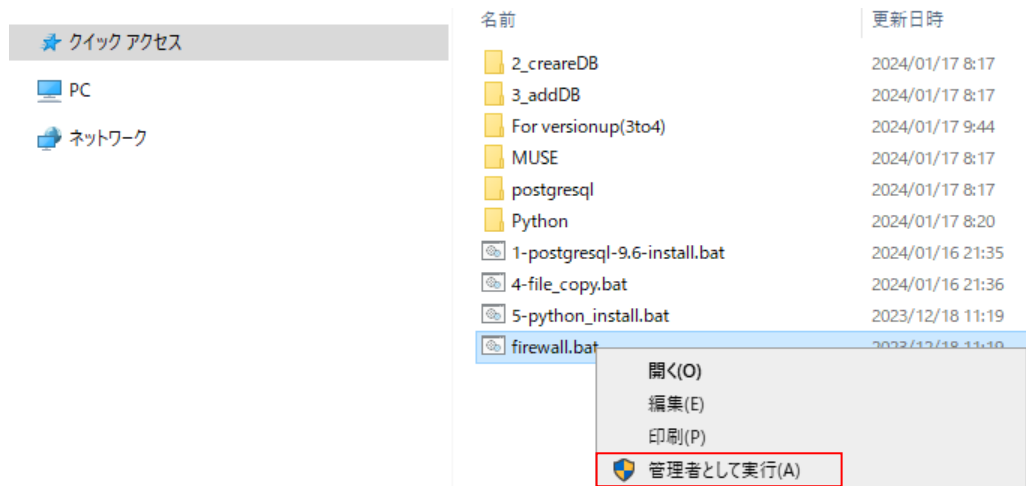 クイック アクセス
PC
ネットワーク
名前 更新日時
2_creareDB 2024/01/17 8:17
3_addDB 2024/01/17 8:17
For versionup(3to4) 2024/01/17 9:44
MUSE 2024/01/17 8:17
postgresql 2024/01/17 8:17
Python 2024/01/17 8:20
1-postgresql-9.6-install.bat 2024/01/16 21:35
4-file_copy.bat 2024/01/16 21:36
5-python_install.bat 2023/12/18 11:19
firewall.bat 2023/12/18 11:19
開く(O)
編集(E)
印刷(P)
管理者として実行(A)